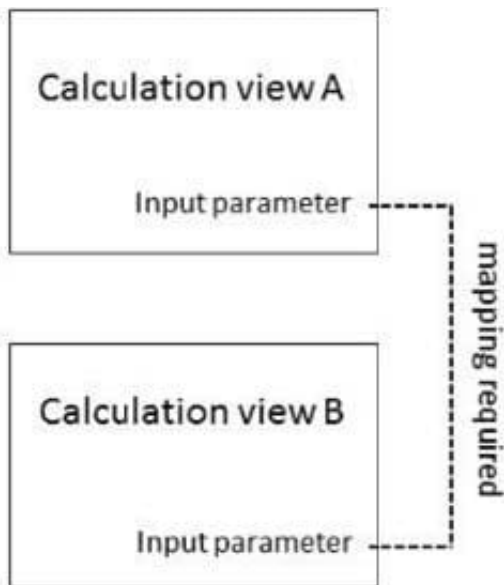 Calculation view A
Input parameter
mapping required
Calculation view B
Input parameter